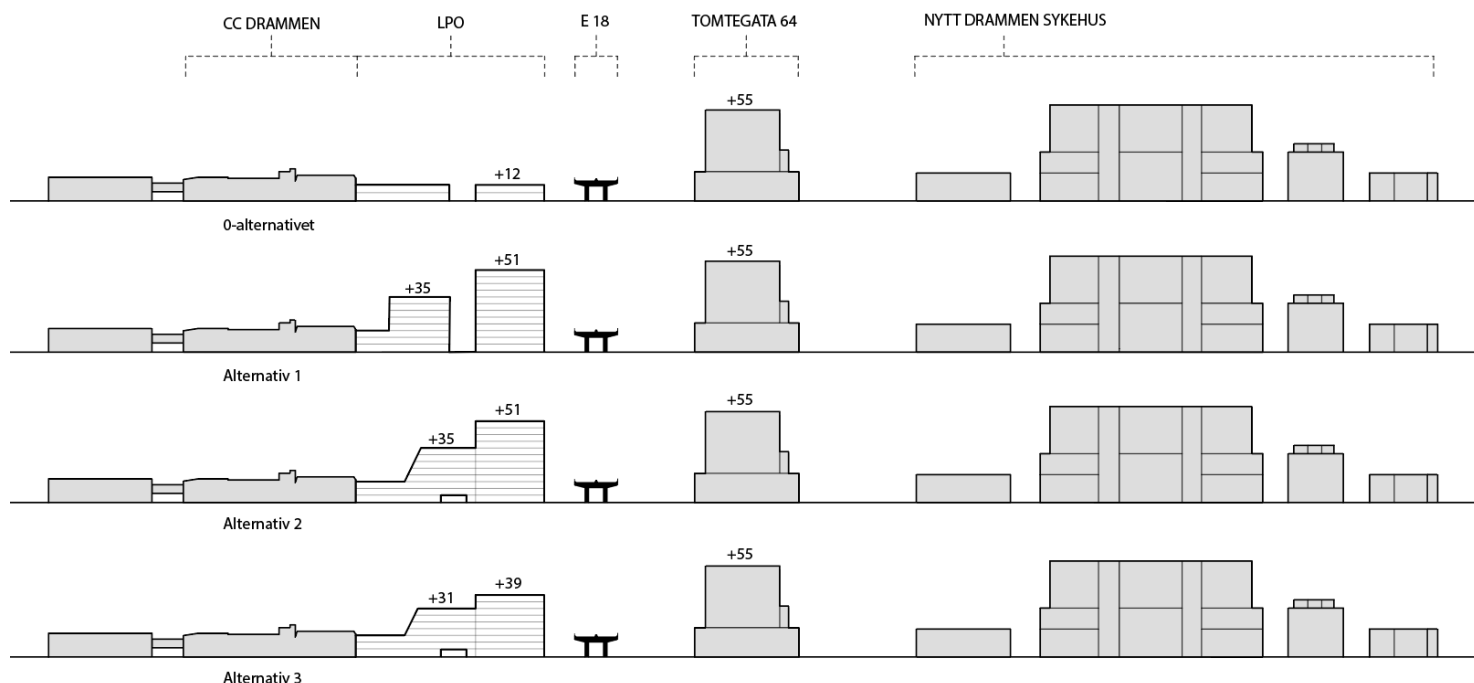 CC DRAMMEN LPO E 18 TOMTEGATA 64 NYTT DRAMMEN SYKEHUS
+55
+12
0-alternativet
+55
+51
+35
Alternativ 1
+55
+51
+35
Alternativ 2
+55
+39
+31
Alternativ 3